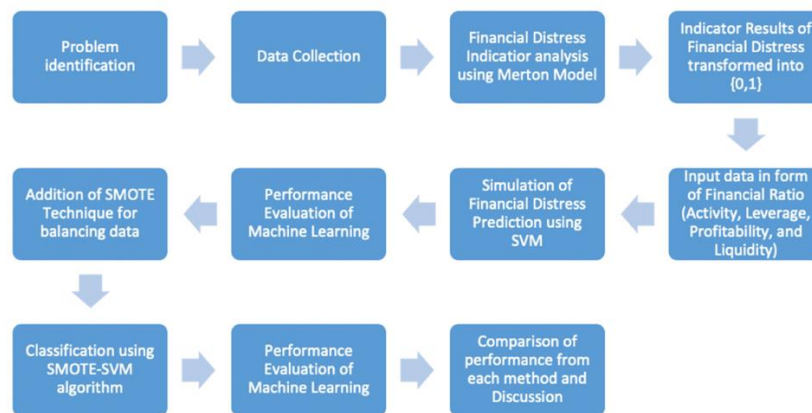 Problem
identification
Data Collection
Financial Distress
Indicatior analysis
using Merton Model
Indicator Results of
Financial Distress
transformed into
{0,1}
Input data in form
of Financial Ratio
(Activity, Leverage,
Profitability, and
Liquidity)
Simulation of
Financial Distress
Prediction using
SVM
Performance
Evaluation of
Machine Learning
Addition of SMOTE
Technique for
balancing data
Classification using
SMOTE-SVM
algorithm
Performance
Evaluation of
Machine Learning
Comparison of
performance from
each method and
Discussion